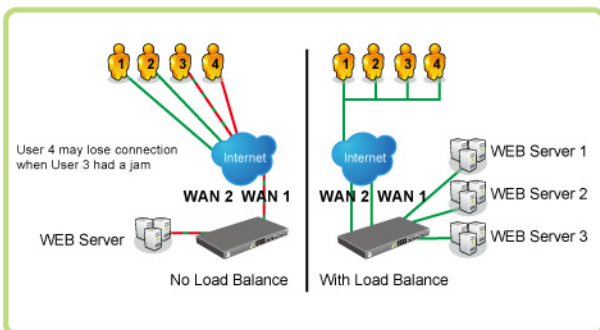 1 2 3 4
User 4 may lose connection
when User 3 had a jam
Internet
WAN 2 WAN 1
WEB Server
No Load Balance
1 2 3 4
Internet
WAN 2 WAN 1
WEB Server 1
WEB Server 2
WEB Server 3
With Load Balance